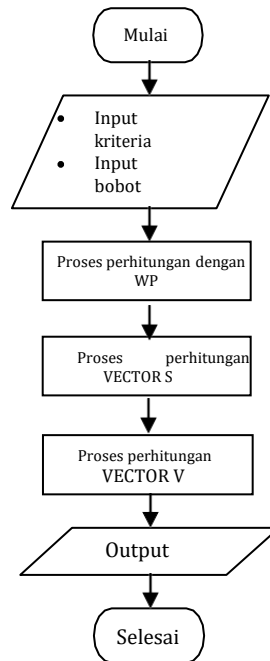 Mulai
• Input
kriteria
• Input
bobot
Proses perhitungan dengan
WP
Proses perhitungan
VECTOR S
Proses perhitungan
VECTOR V
Output
Selesai